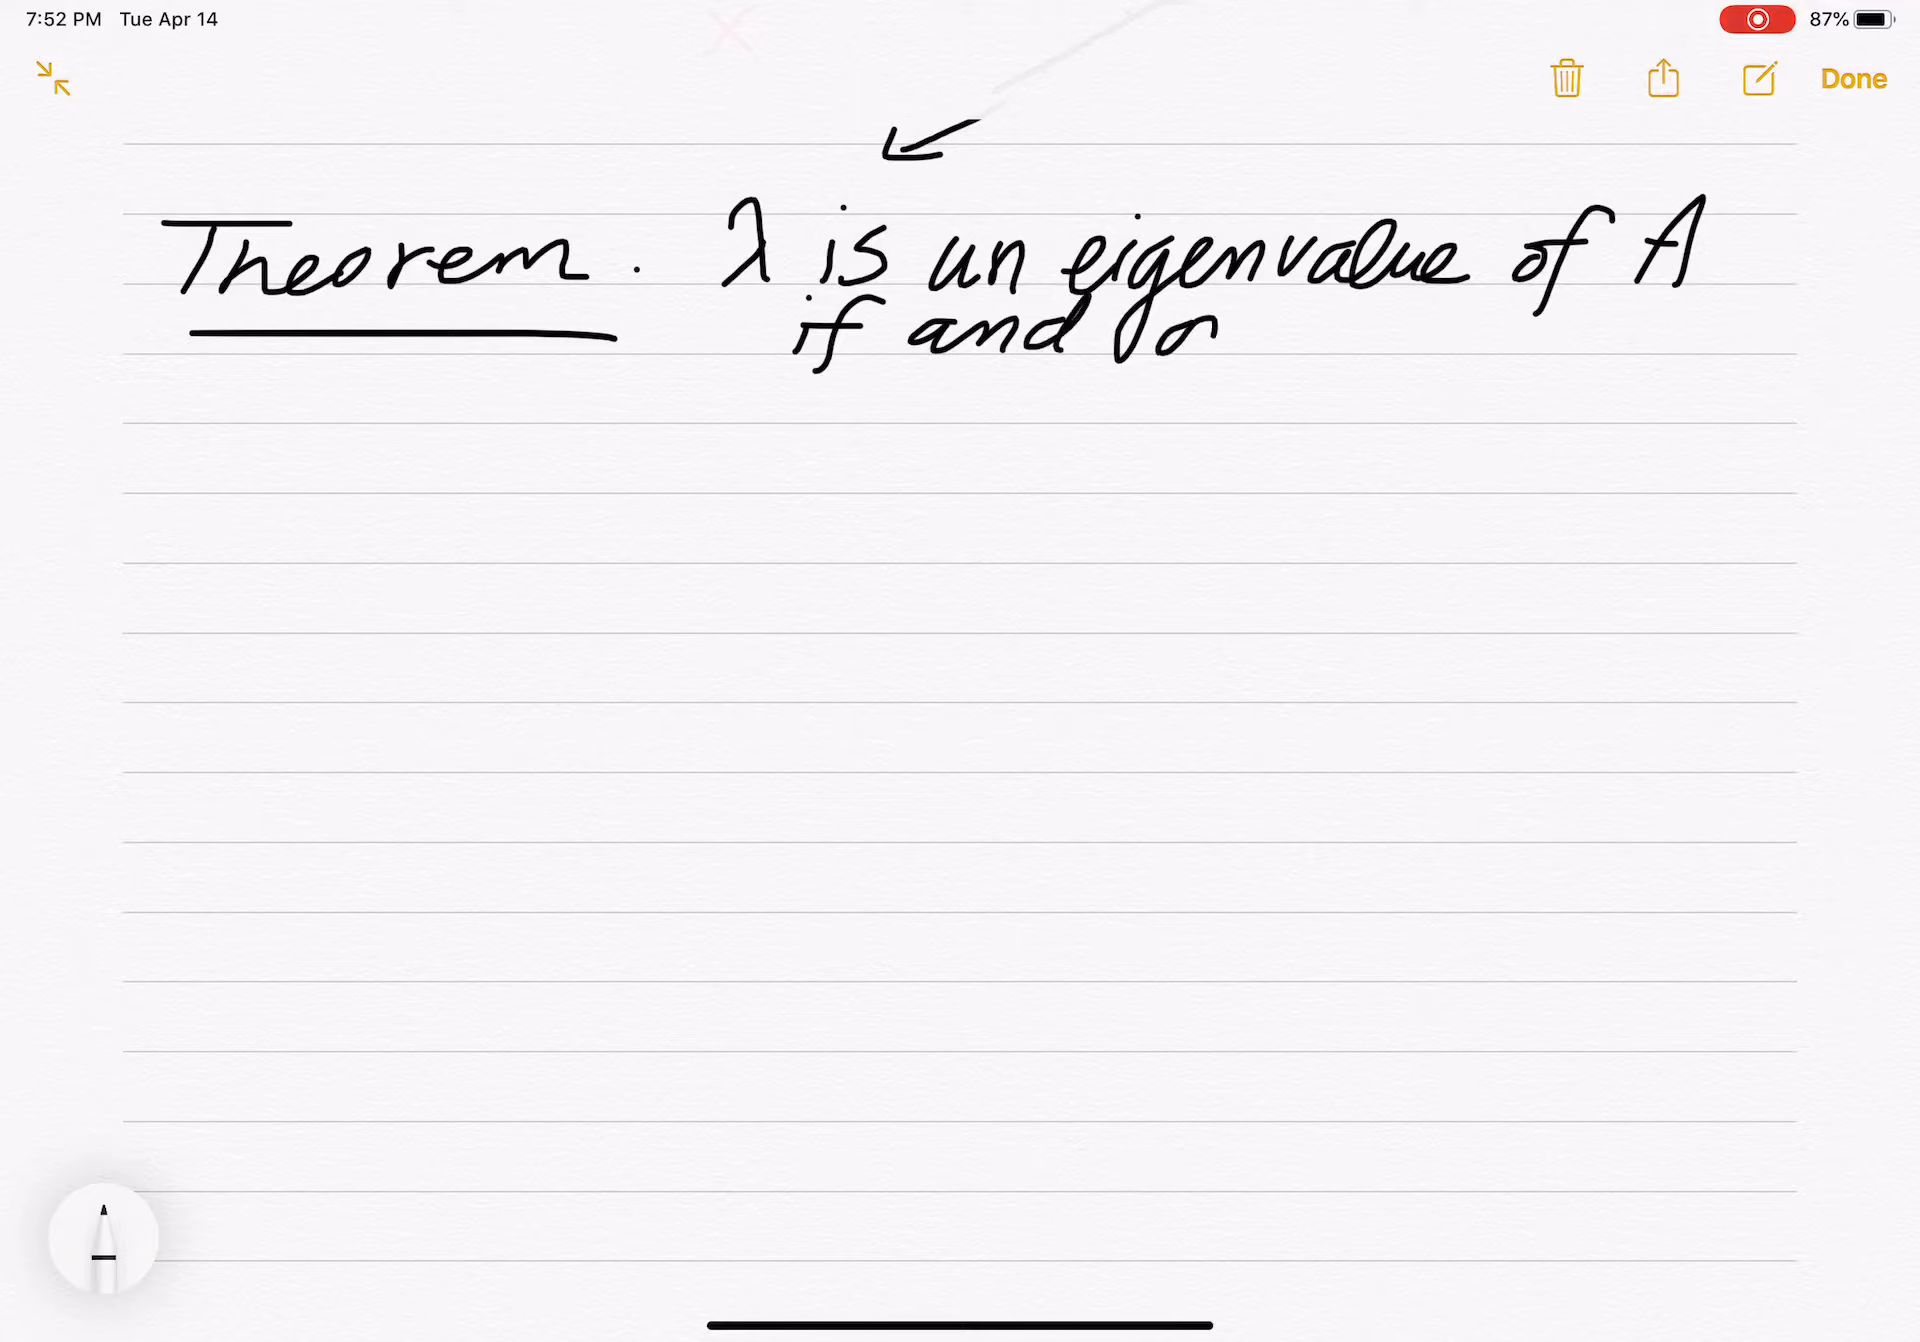 7:52 PM Tue Apr 14
87%
Done
Theorem. λ is an eigenvalue of A
if and o